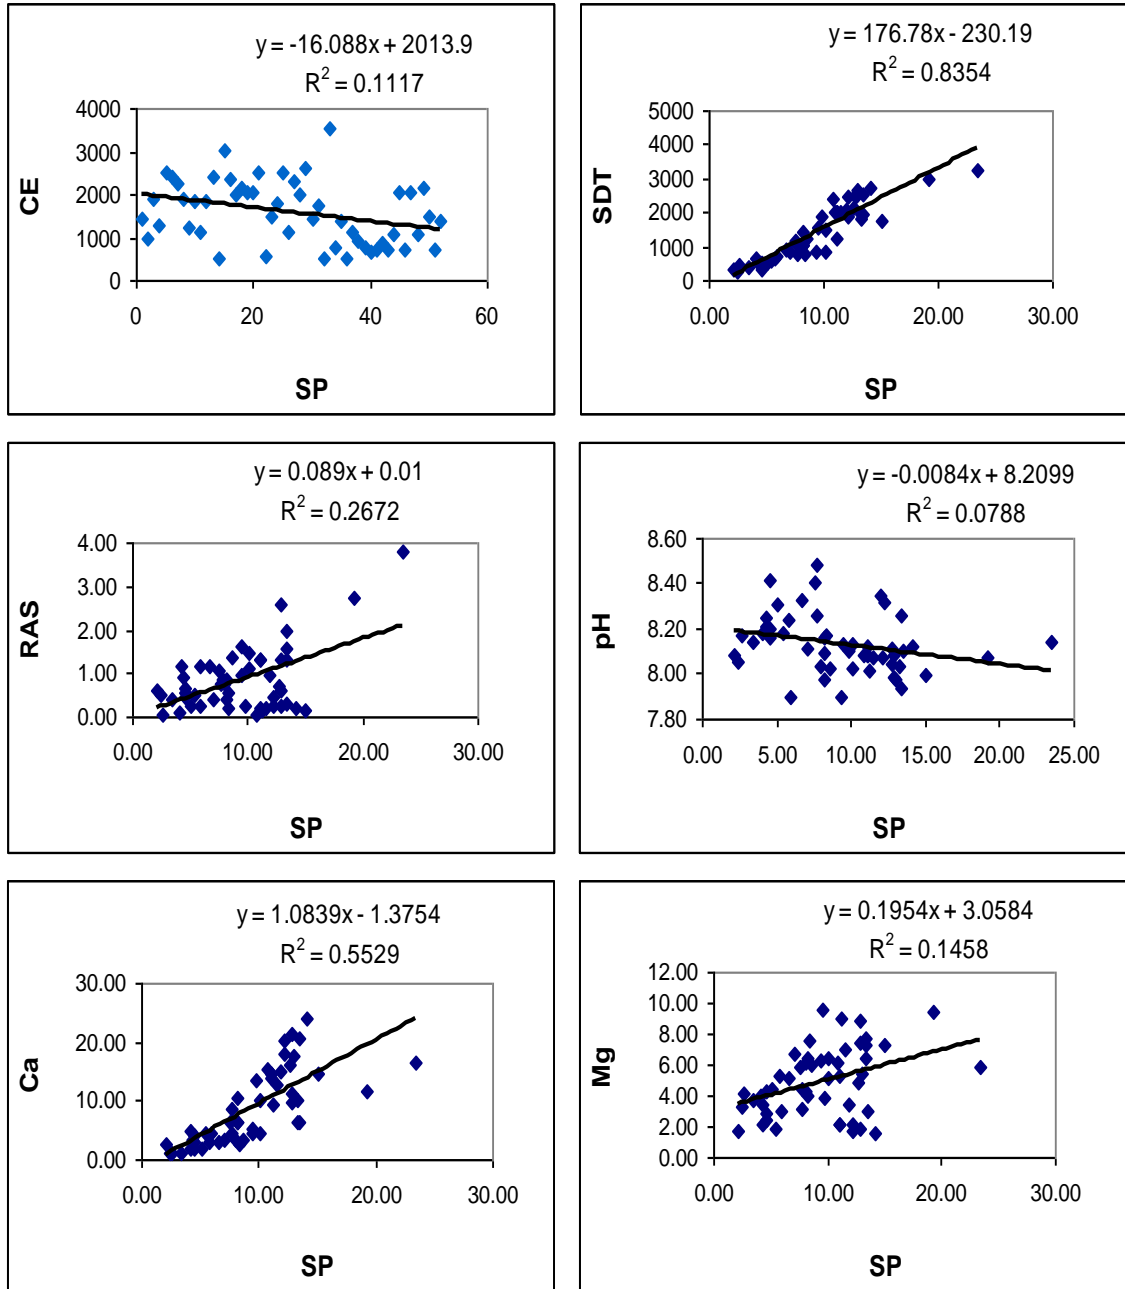 y = -16.088x + 2013.9
R² = 0.1117
4000
3000
2000
1000
0
CE
0 20 40 60
SP
y = 176.78x - 230.19
R² = 0.8354
5000
4000
3000
2000
1000
0
SDT
0.00 10.00 20.00 30.00
SP
y = 0.089x + 0.01
R² = 0.2672
4.00
3.00
2.00
1.00
0.00
RAS
0.00 10.00 20.00 30.00
SP
y = -0.0084x + 8.2099
R² = 0.0788
8.60
8.40
8.20
8.00
7.80
pH
0.00 5.00 10.00 15.00 20.00 25.00
SP
y = 1.0839x - 1.3754
R² = 0.5529
30.00
20.00
10.00
0.00
Ca
0.00 10.00 20.00 30.00
SP
y = 0.1954x + 3.0584
R² = 0.1458
12.00
10.00
8.00
6.00
4.00
2.00
0.00
Mg
0.00 10.00 20.00 30.00
SP